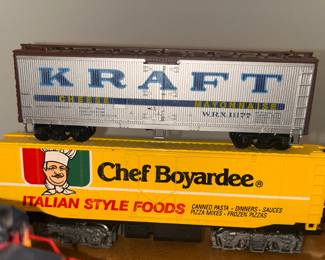 KRAFT
CHEESE MAYONNAISE
W.R.X. 11177
Chef Boyardee®
ITALIAN STYLE FOODS
CANNED PASTA - DINNERS - SAUCES
PIZZA MIXES - FROZEN PIZZAS